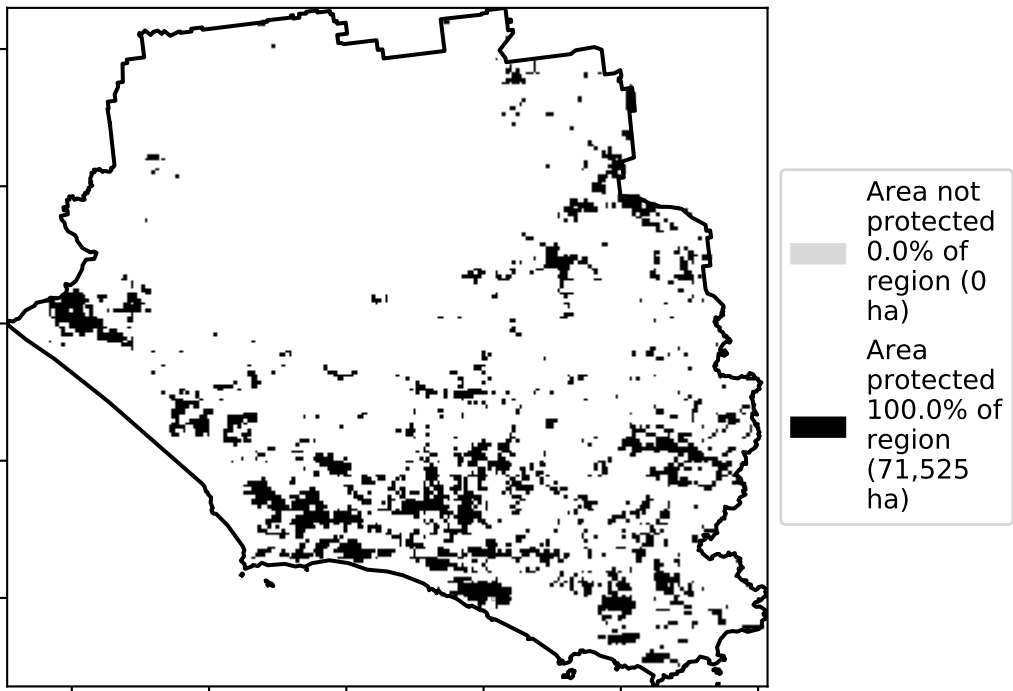 Area not
protected
0.0% of
region (0
ha)
Area
protected
100.0% of
region
(71,525
ha)